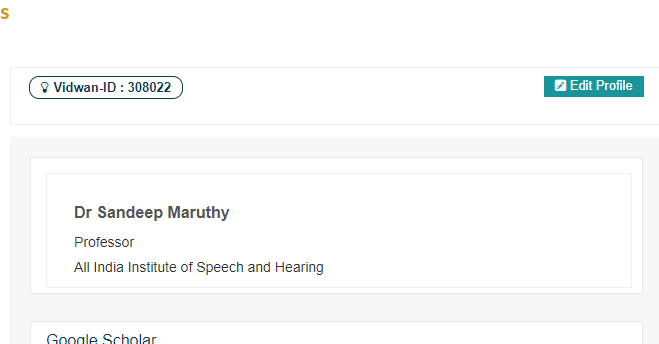 s
Vidwan-ID : 308022
Edit Profile
Dr Sandeep Maruthy
Professor
All India Institute of Speech and Hearing
Google Scholar